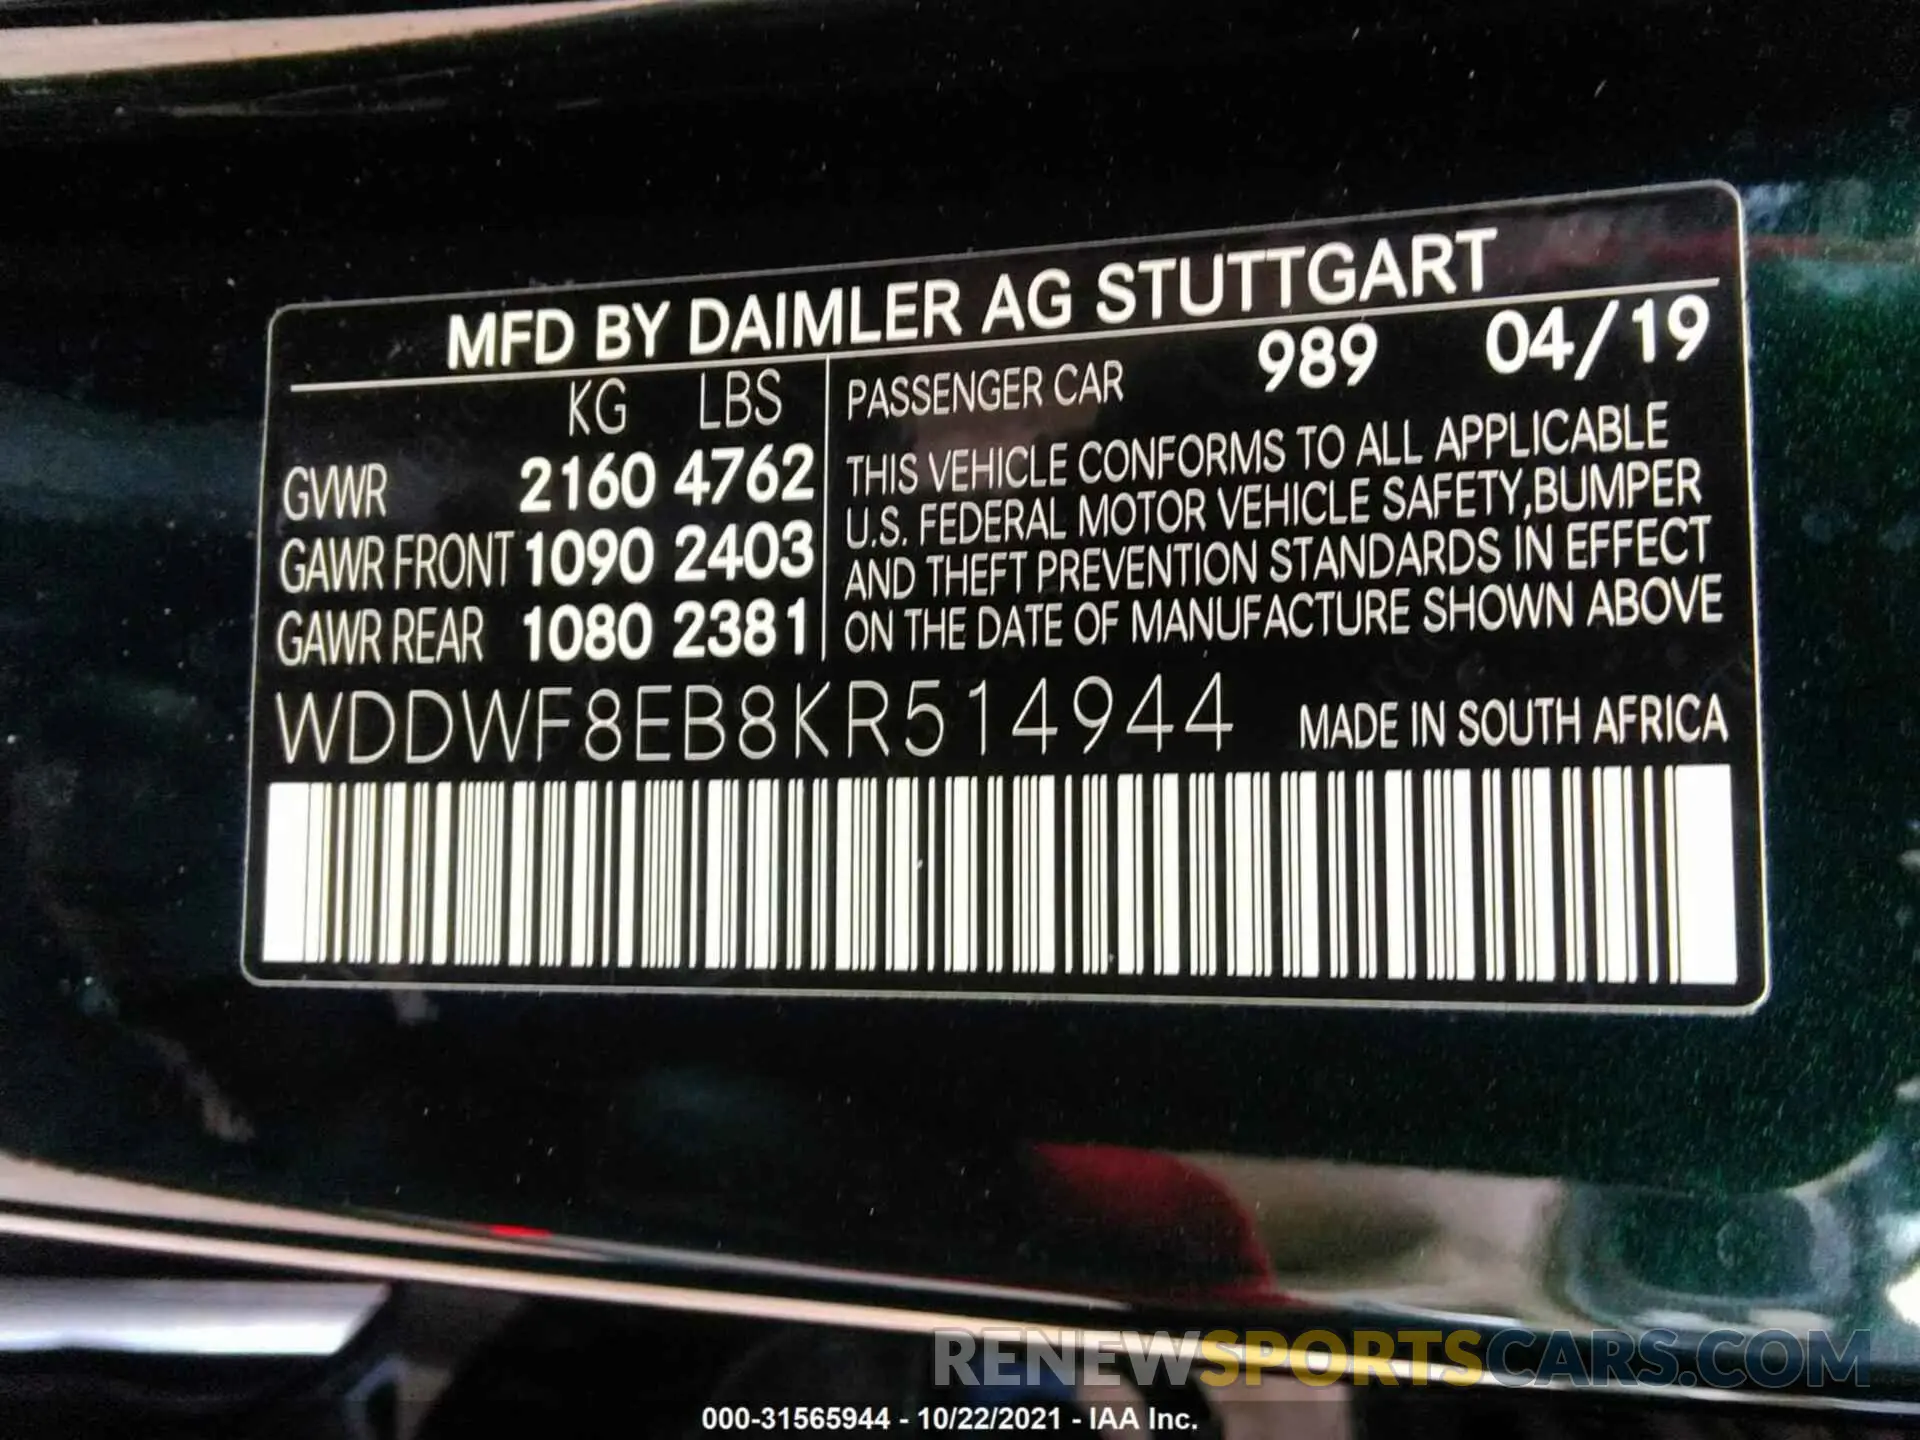 MFD BY DAIMLER AG STUTTGART
KG LBS
GVWR 2160 4762
GAWR FRONT 1090 2403
GAWR REAR 1080 2381
PASSENGER CAR 989 04/19
THIS VEHICLE CONFORMS TO ALL APPLICABLE
U.S. FEDERAL MOTOR VEHICLE SAFETY,BUMPER
AND THEFT PREVENTION STANDARDS IN EFFECT
ON THE DATE OF MANUFACTURE SHOWN ABOVE
WDDWF8EB8KR514944 MADE IN SOUTH AFRICA
RENEWSPORTSCARS.COM
000-31565944 - 10/22/2021 - IAA Inc.